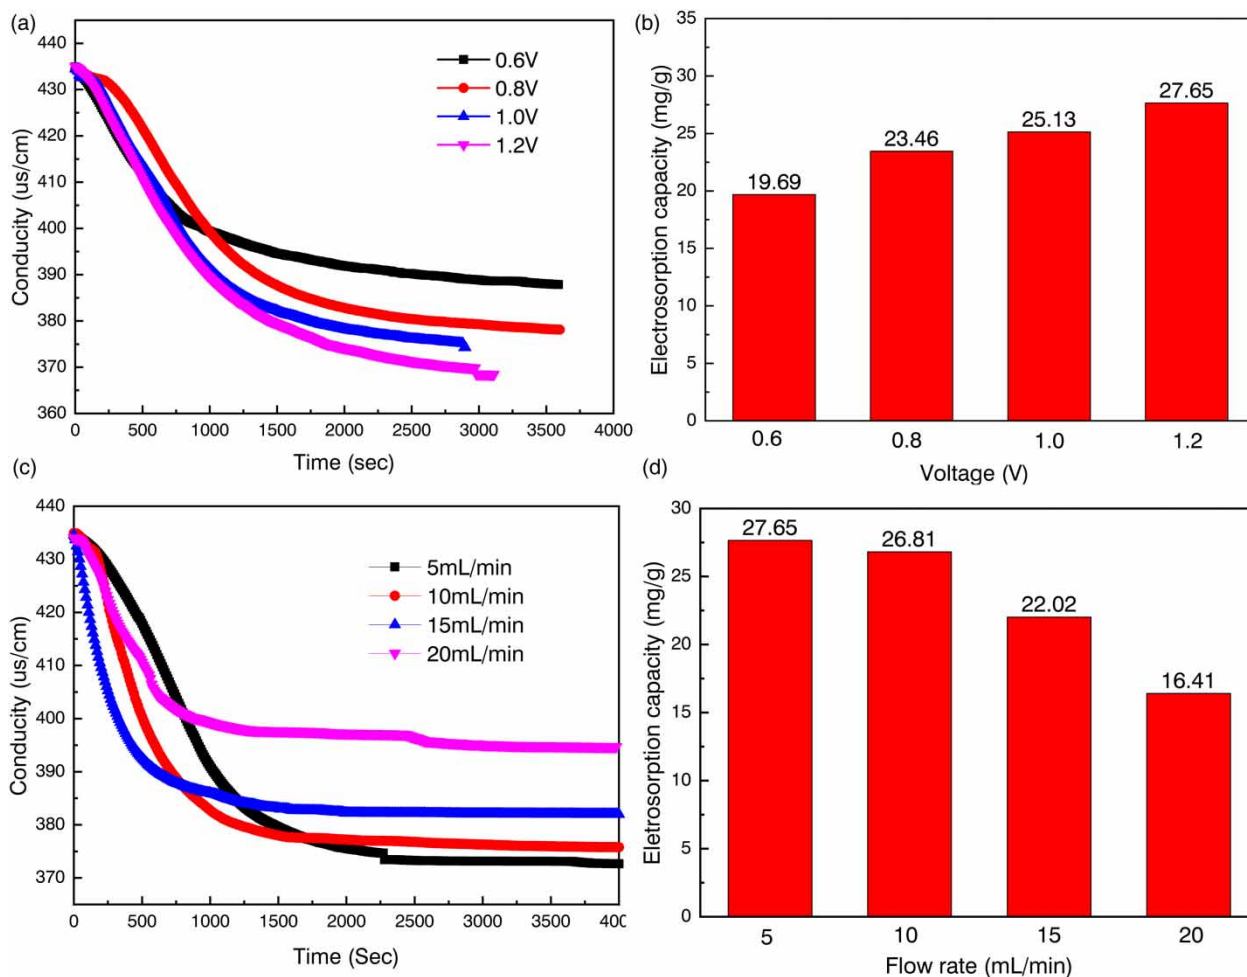 (a)
440
430
420
410
400
390
380
370
360
Conducity (us/cm)
0.6V
0.8V
1.0V
1.2V
0 500 1000 1500 2000 2500 3000 3500 4000
Time (sec)
(b)
35
30
25
20
15
10
5
0
Electrosorption capacity (mg/g)
19.69
23.46
25.13
27.65
0.6 0.8 1.0 1.2
Voltage (V)
(c)
440
430
420
410
400
390
380
370
Conducity (us/cm)
5mL/min
10mL/min
15mL/min
20mL/min
0 500 1000 1500 2000 2500 3000 3500 400
Time (Sec)
(d)
30
25
20
15
10
5
0
Eletrosorption capacity (mg/g)
27.65
26.81
22.02
16.41
5 10 15 20
Flow rate (mL/min)